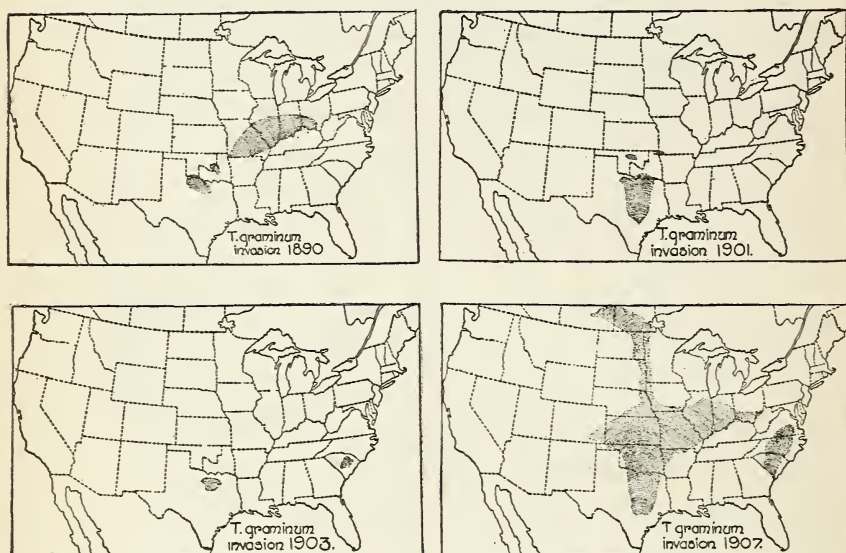 T. graminum
invasion 1890
T. graminum
invasion 1901.
T. graminum
invasion 1903.
T graminum
invasion 1907.